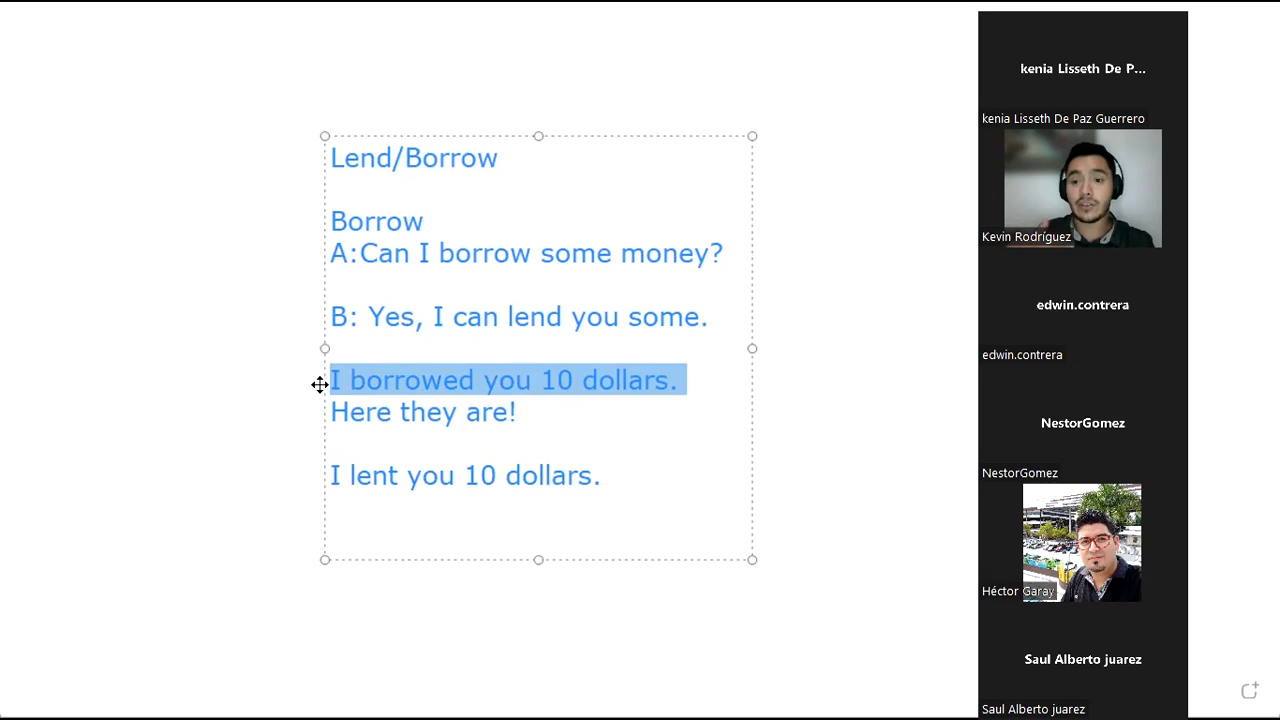 Lend/Borrow
Borrow
A:Can I borrow some money?
B: Yes, I can lend you some.
I borrowed you 10 dollars.
Here they are!
I lent you 10 dollars.
kenia Lisseth De P...
kenia Lisseth De Paz Guerrero
Kevin Rodríguez
edwin.contrera
edwin.contrera
NestorGomez
NestorGomez
Héctor Garay
Saul Alberto juarez
Saul Alberto juarez